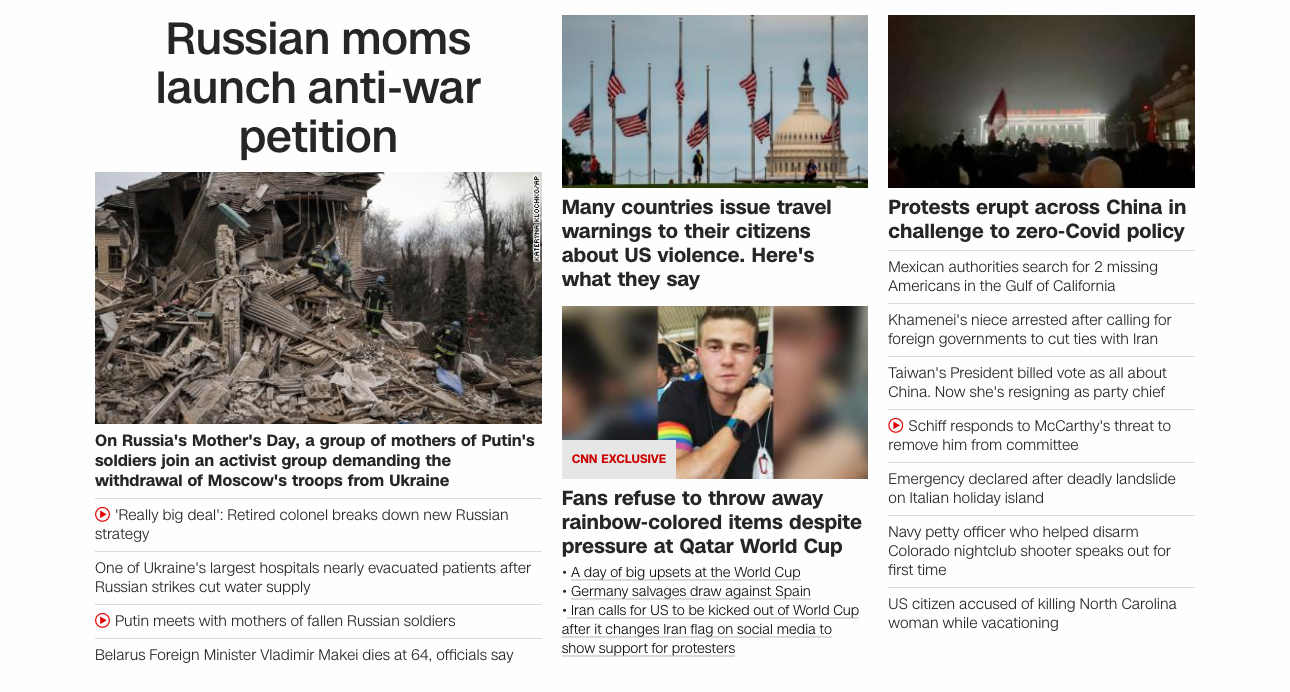 Russian moms
launch anti-war
petition
KATERYNA KLOCHKO/AP
On Russia's Mother's Day, a group of mothers of Putin's
soldiers join an activist group demanding the
withdrawal of Moscow's troops from Ukraine
'Really big deal': Retired colonel breaks down new Russian
strategy
One of Ukraine's largest hospitals nearly evacuated patients after
Russian strikes cut water supply
Putin meets with mothers of fallen Russian soldiers
Belarus Foreign Minister Vladimir Makei dies at 64, officials say
Many countries issue travel
warnings to their citizens
about US violence. Here's
what they say
CNN EXCLUSIVE
Fans refuse to throw away
rainbow-colored items despite
pressure at Qatar World Cup
• A day of big upsets at the World Cup
• Germany salvages draw against Spain
• Iran calls for US to be kicked out of World Cup
after it changes Iran flag on social media to
show support for protesters
Protests erupt across China in
challenge to zero-Covid policy
Mexican authorities search for 2 missing
Americans in the Gulf of California
Khamenei's niece arrested after calling for
foreign governments to cut ties with Iran
Taiwan's President billed vote as all about
China. Now she's resigning as party chief
Schiff responds to McCarthy's threat to
remove him from committee
Emergency declared after deadly landslide
on Italian holiday island
Navy petty officer who helped disarm
Colorado nightclub shooter speaks out for
first time
US citizen accused of killing North Carolina
woman while vacationing